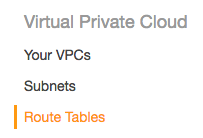 Virtual Private Cloud
Your VPCs
Subnets
Route Tables